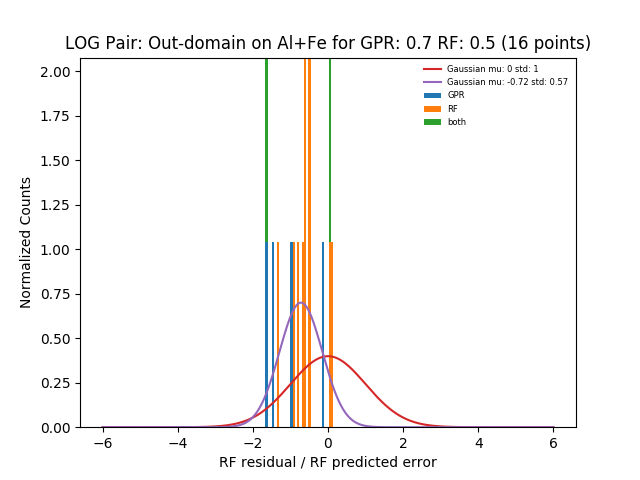 LOG Pair: Out-domain on Al+Fe for GPR: 0.7 RF: 0.5 (16 points)
Gaussian mu: 0 std: 1
Gaussian mu: -0.72 std: 0.57
GPR
RF
both
Normalized Counts
2.00
1.75
1.50
1.25
1.00
0.75
0.50
0.25
0.00
−6 −4 −2 0 2 4 6
RF residual / RF predicted error